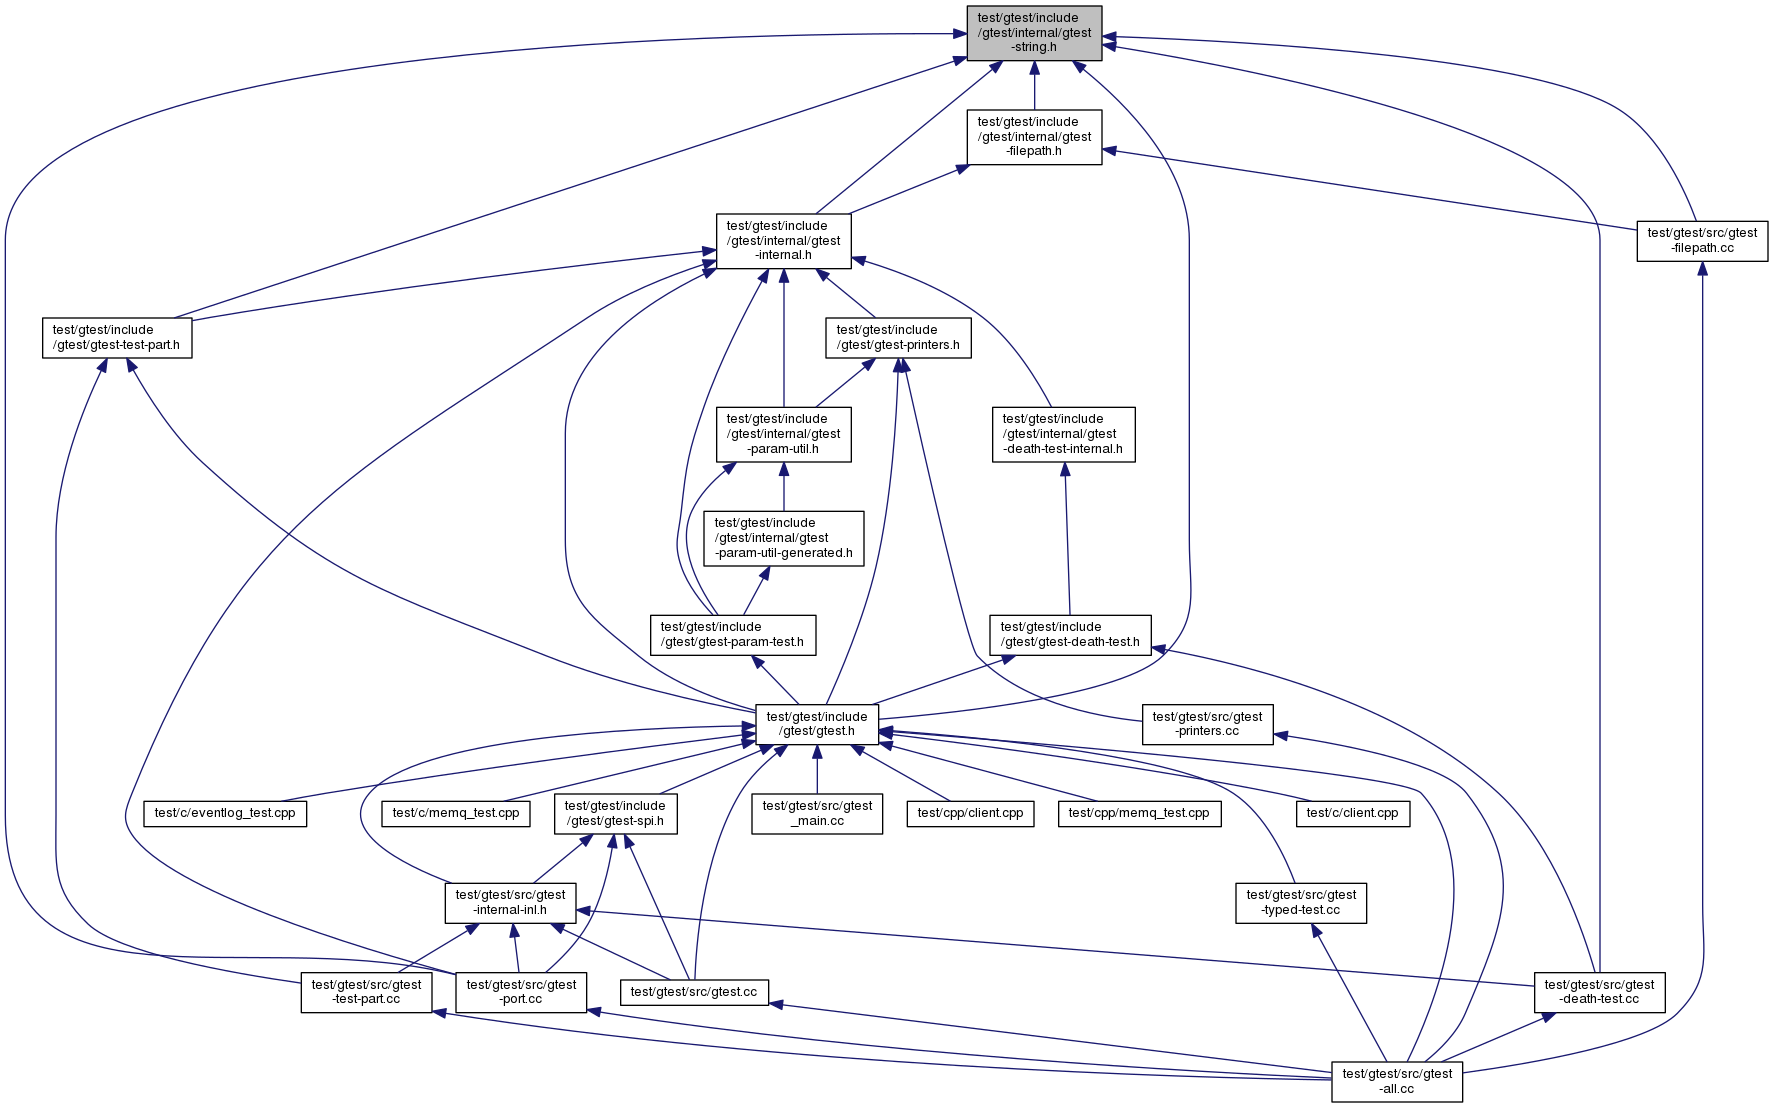 test/gtest/include
/gtest/internal/gtest
-string.h
test/gtest/include
/gtest/internal/gtest
-filepath.h
test/gtest/include
/gtest/internal/gtest
-internal.h
test/gtest/src/gtest
-filepath.cc
test/gtest/include
/gtest/gtest-test-part.h
test/gtest/include
/gtest/gtest-printers.h
test/gtest/include
/gtest/internal/gtest
-param-util.h
test/gtest/include
/gtest/internal/gtest
-death-test-internal.h
test/gtest/include
/gtest/internal/gtest
-param-util-generated.h
test/gtest/include
/gtest/gtest-param-test.h
test/gtest/include
/gtest/gtest-death-test.h
test/gtest/include
/gtest/gtest.h
test/gtest/src/gtest
-printers.cc
test/c/eventlog_test.cpp
test/c/memq_test.cpp
test/gtest/include
/gtest/gtest-spi.h
test/gtest/src/gtest
_main.cc
test/cpp/client.cpp
test/cpp/memq_test.cpp
test/c/client.cpp
test/gtest/src/gtest
-internal-inl.h
test/gtest/src/gtest
-typed-test.cc
test/gtest/src/gtest
-test-part.cc
test/gtest/src/gtest
-port.cc
test/gtest/src/gtest.cc
test/gtest/src/gtest
-death-test.cc
test/gtest/src/gtest
-all.cc